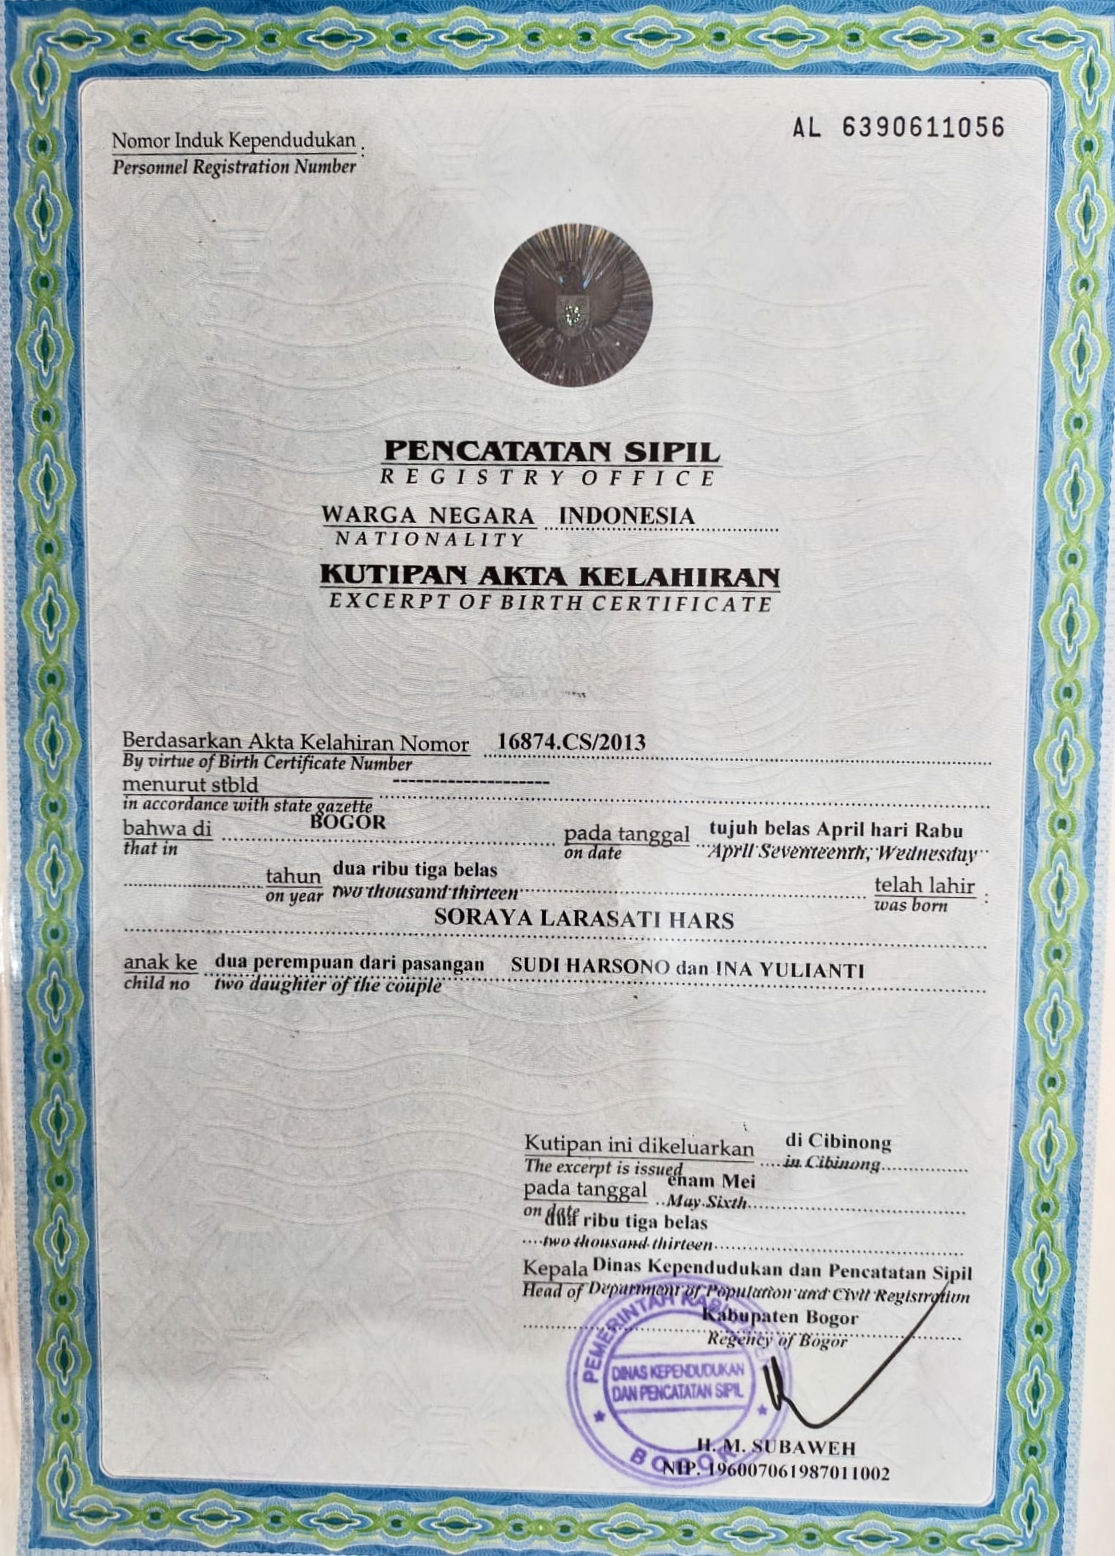 AL 6390611056
Nomor Induk Kependudukan :
Personnel Registration Number
PENCATATAN SIPIL
REGISTRY OFFICE
WARGA NEGARA INDONESIA
NATIONALITY
KUTIPAN AKTA KELAHIRAN
EXCERPT OF BIRTH CERTIFICATE
Berdasarkan Akta Kelahiran Nomor 16874.CS/2013
By virtue of Birth Certificate Number
menurut stbld --------------------
in accordance with state gazette
bahwa di BOGOR pada tanggal tujuh belas April hari Rabu
that in on date April Seventeenth, Wednesday
tahun dua ribu tiga belas telah lahir :
on year two thousand thirteen was born
SORAYA LARASATI HARS
anak ke dua perempuan dari pasangan SUDI HARSONO dan INA YULIANTI
child no two daughter of the couple
Kutipan ini dikeluarkan di Cibinong
The excerpt is issued in Cibinong
pada tanggal enam Mei
on date May Sixth
dua ribu tiga belas
two thousand thirteen
Kepala Dinas Kependudukan dan Pencatatan Sipil
Head of Department of Population and Civil Registration
Kabupaten Bogor
Regency of Bogor
PEMERINTAH
DINAS KEPENDUDUKAN
DAN PENCATATAN SIPIL
BOGOR
H. M. SUBAWEH
NIP. 196007061987011002